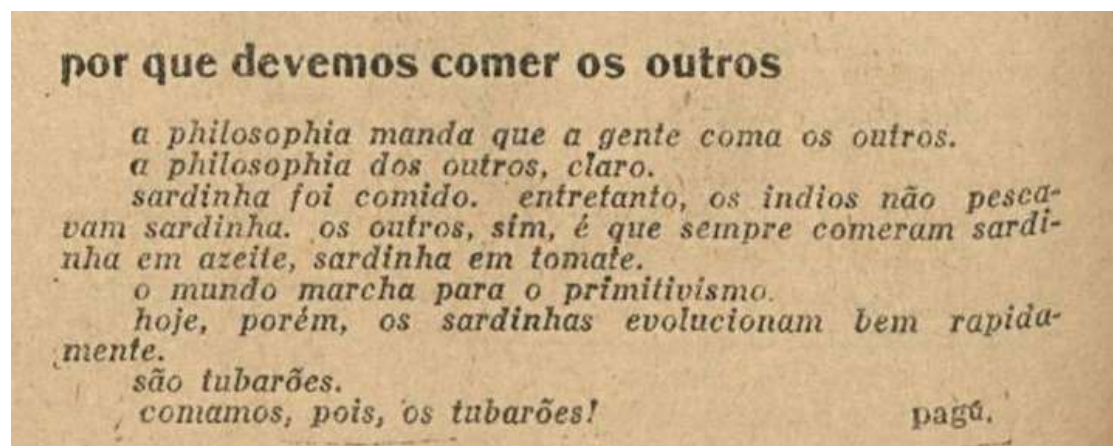 por que devemos comer os outros
a philosophia manda que a gente coma os outros.
a philosophia dos outros, claro.
sardinha foi comido. entretanto, os indios não pesca-
vam sardinha. os outros, sim, é que sempre comeram sardi-
nha em azeite, sardinha em tomate.
o mundo marcha para o primitivismo.
hoje, porém, os sardinhas evolucionam bem rapida-
mente.
são tubarões.
comamos, pois, os tubarões! pagú.